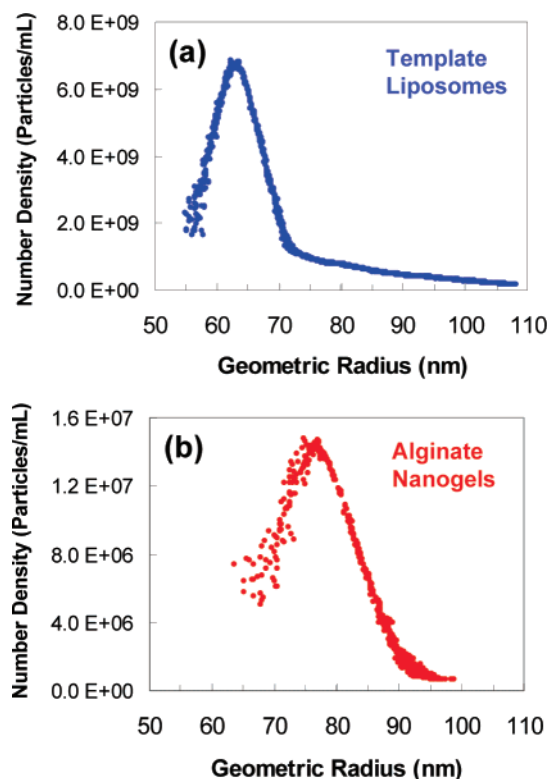 8.0 E+09
(a)
Template
Liposomes
6.0 E+09
4.0 E+09
2.0 E+09
0.0 E+00
Number Density (Particles/mL)
50 60 70 80 90 100 110
Geometric Radius (nm)
1.6 E+07
(b)
Alginate
Nanogels
1.2 E+07
8.0 E+06
4.0 E+06
0.0 E+00
Number Density (Particles/mL)
50 60 70 80 90 100 110
Geometric Radius (nm)